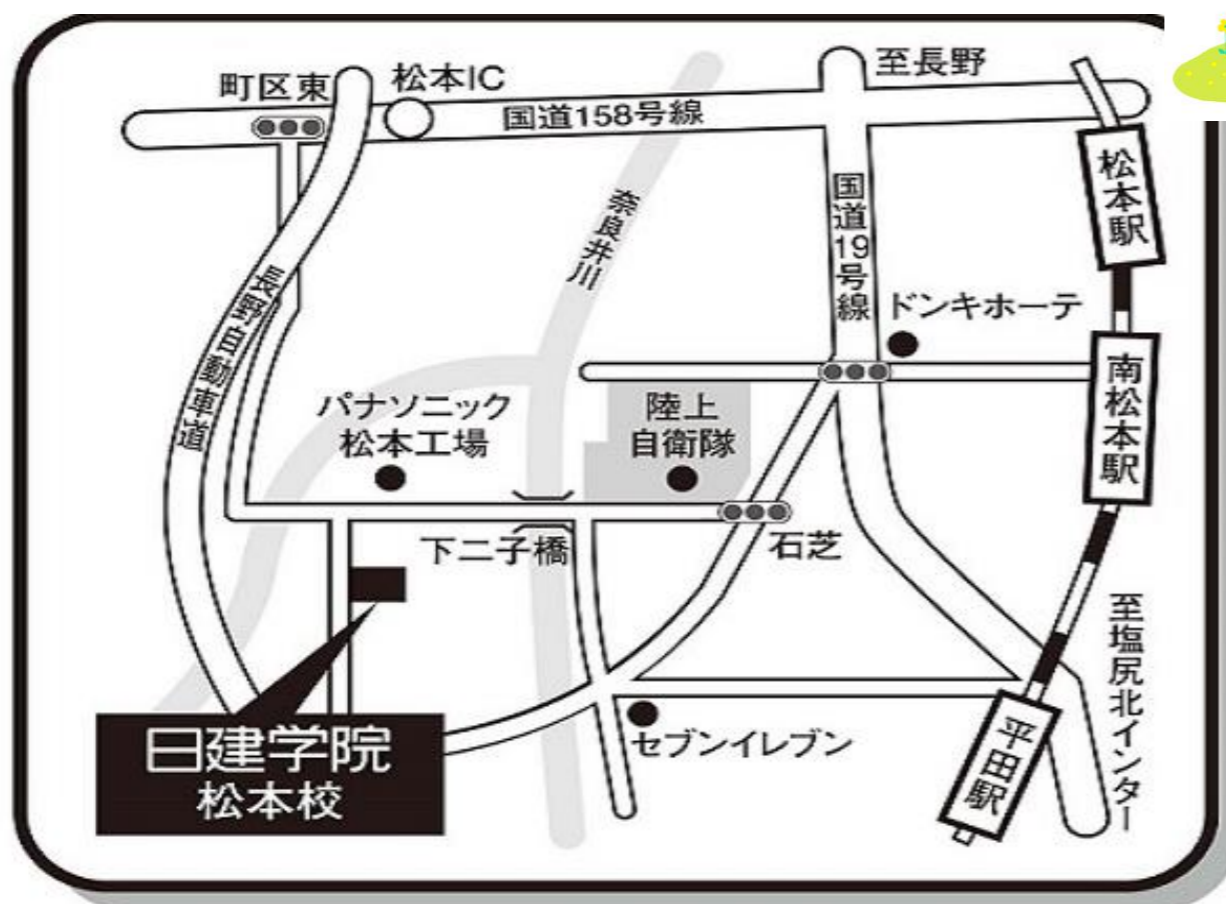 町区東
松本IC
至長野
国道158号線
松本駅
奈良井川
国道19号線
長野自動車道
ドンキホーテ
南松本駅
パナソニック
松本工場
陸上
自衛隊
下二子橋
石芝
至塩尻北インター
日建学院
松本校
セブンイレブン
平田駅